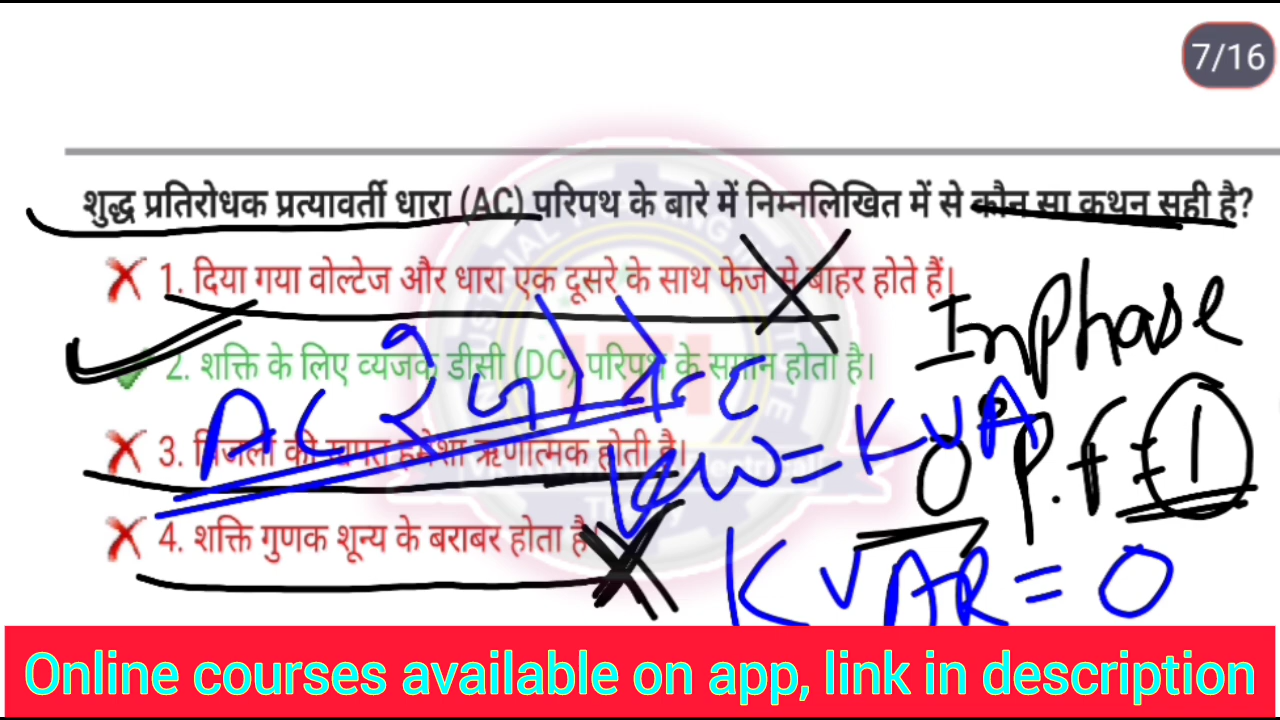 7/16
शुद्ध प्रतिरोधक प्रत्यावर्ती धारा (AC) परिपथ के बारे में निम्नलिखित में से कौन सा कथन सही है?
1. दिया गया वोल्टेज और धारा एक दूसरे के साथ फेज से बाहर होते हैं।
Inphase
2. शक्ति के लिए व्यजक डीसी (DC) परिपथ के समान होता है।
AC
KW = KVA
0 P.f = 1
3. बिजली की खपत हमेशा ऋणात्मक होती है।
4. शक्ति गुणक शून्य के बराबर होता है।
KVAR = 0
Online courses available on app, link in description